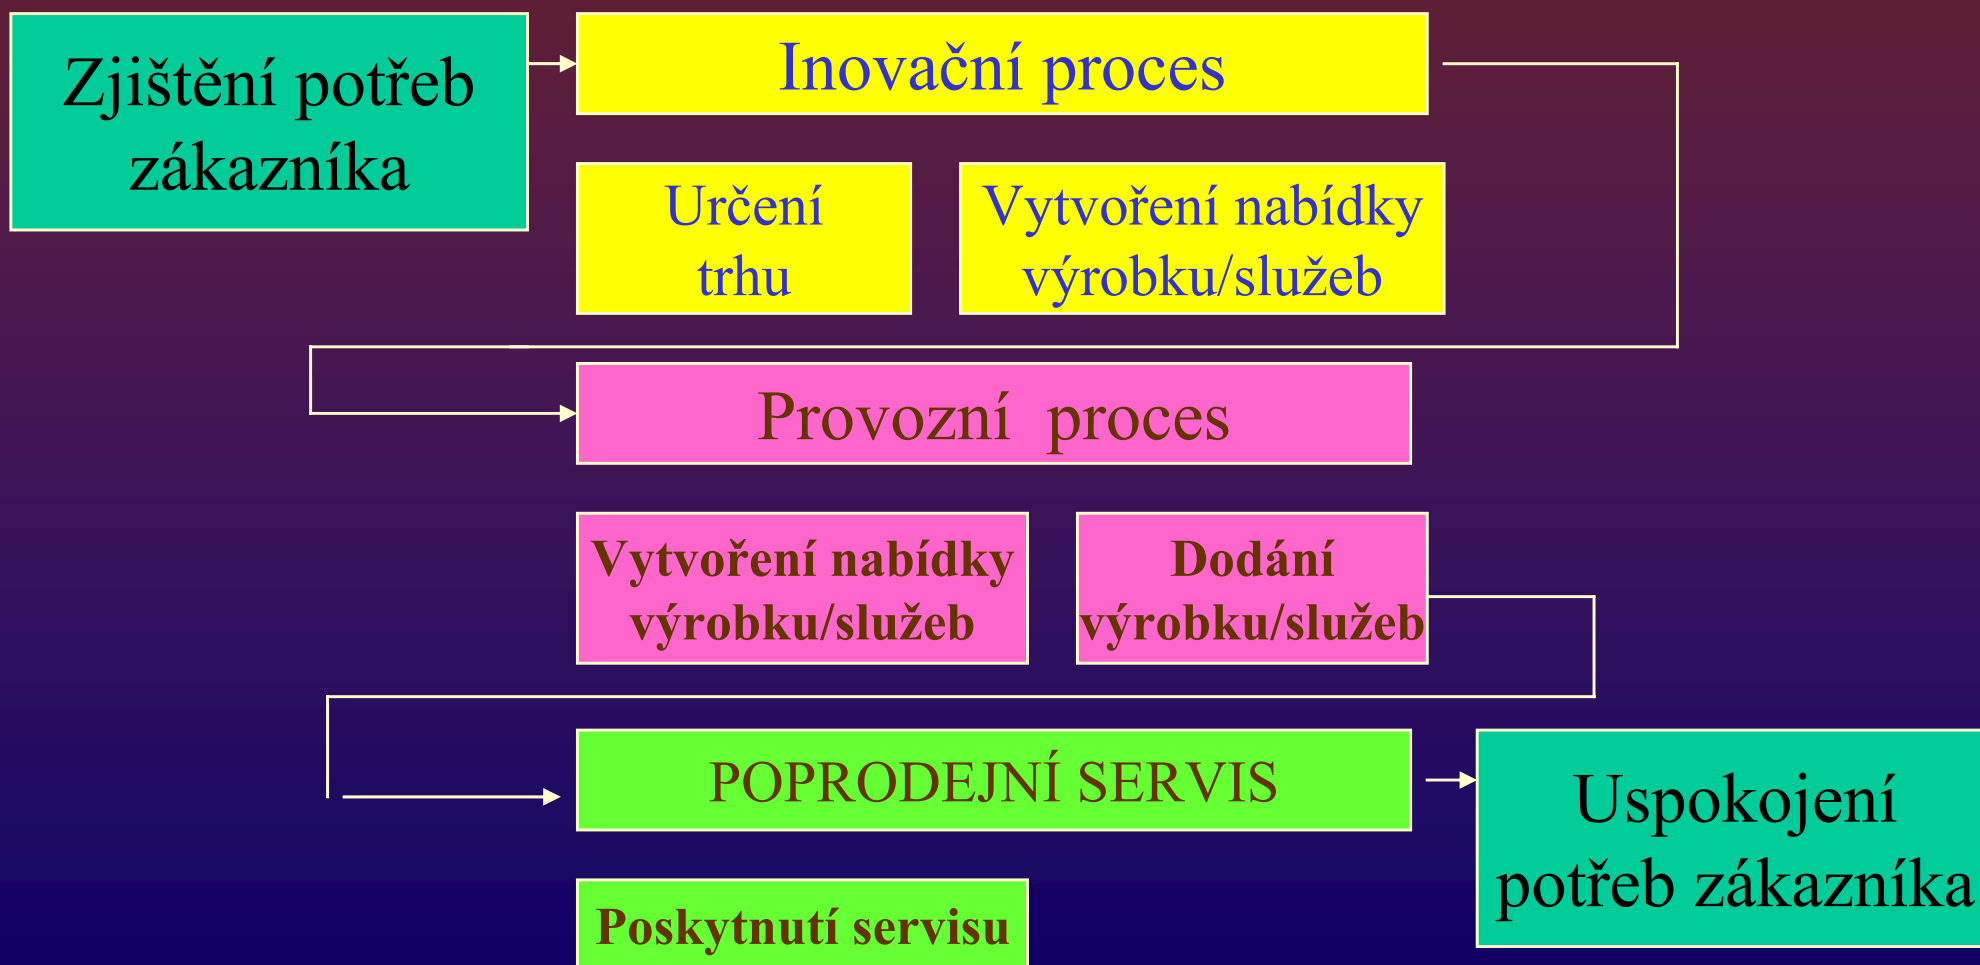 Zjištění potřeb
zákazníka
Inovační proces
Určení
trhu
Vytvoření nabídky
výrobku/služeb
Provozní  proces
Vytvoření nabídky
výrobku/služeb
Dodání
výrobku/služeb
POPRODEJNÍ SERVIS
Uspokojení
potřeb zákazníka
Poskytnutí servisu